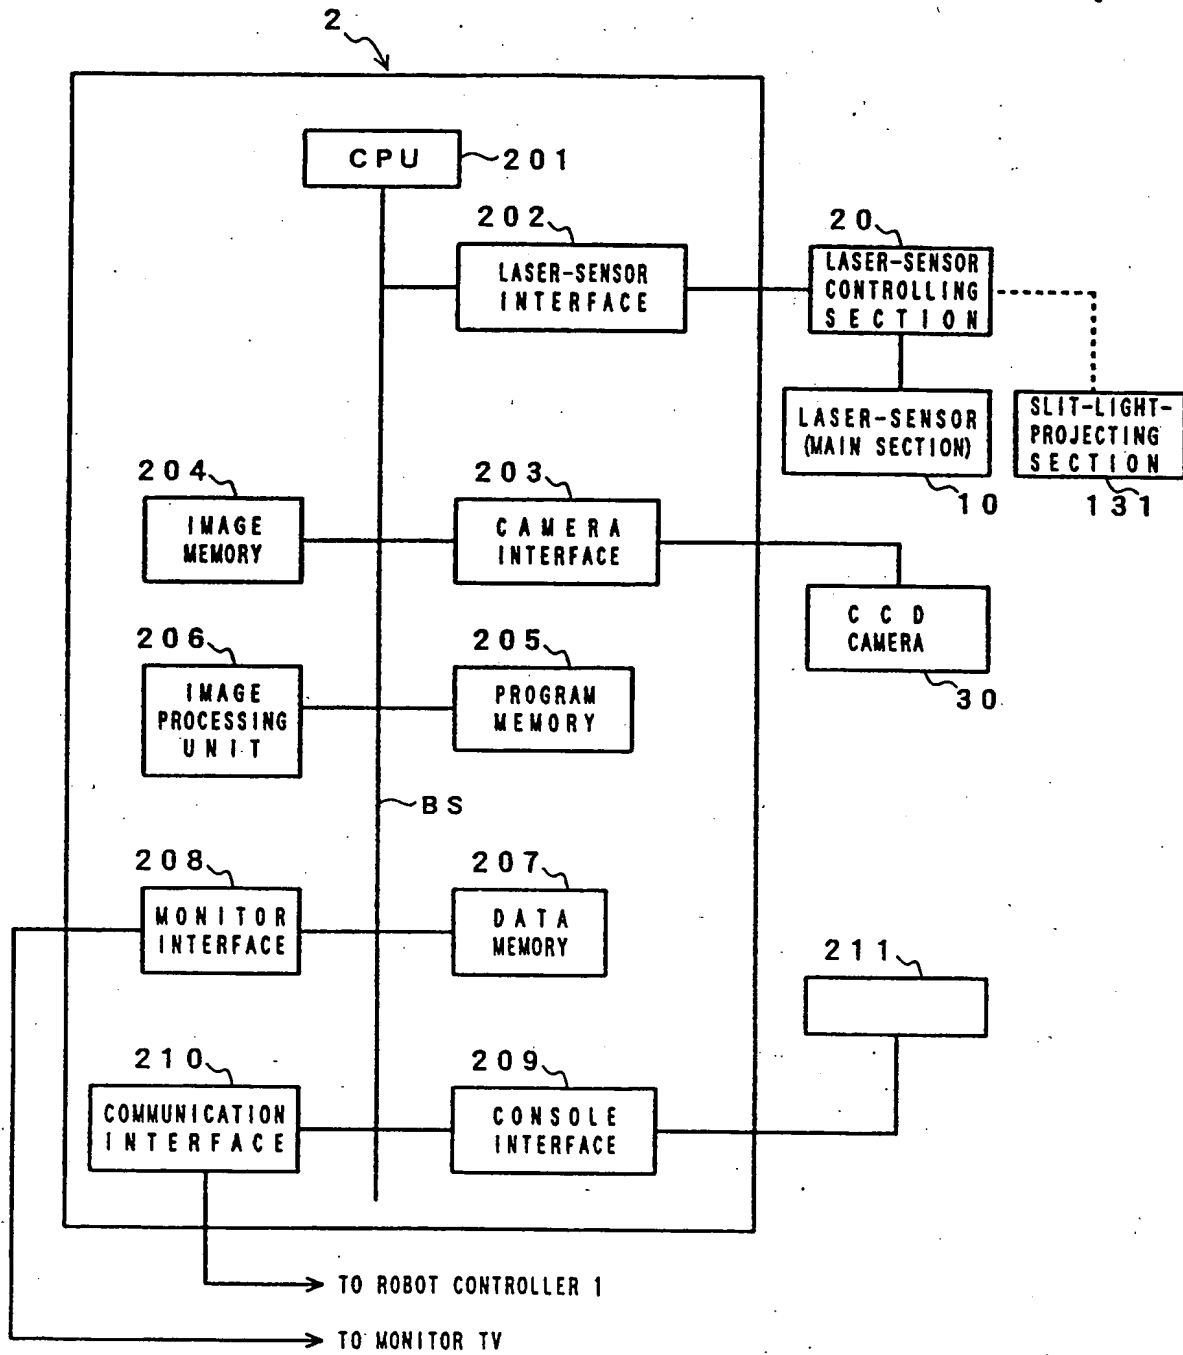 2
CPU
201
202
LASER-SENSOR
INTERFACE
20
LASER-SENSOR
CONTROLLING
SECTION
LASER-SENSOR
(MAIN SECTION)
10
SLIT-LIGHT-
PROJECTING
SECTION
131
204
IMAGE
MEMORY
203
CAMERA
INTERFACE
CCD
CAMERA
30
206
IMAGE
PROCESSING
UNIT
205
PROGRAM
MEMORY
BS
208
MONITOR
INTERFACE
207
DATA
MEMORY
211
210
COMMUNICATION
INTERFACE
209
CONSOLE
INTERFACE
TO ROBOT CONTROLLER 1
TO MONITOR TV